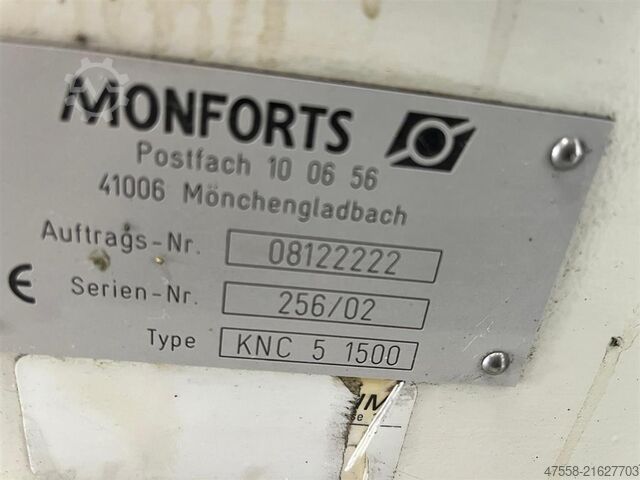 MONFORTS
Postfach 10 06 56
41006 Mönchengladbach
Auftrags-Nr. 08122222
CE Serien-Nr. 256/02
Type KNC 5 1500
47558-21627703